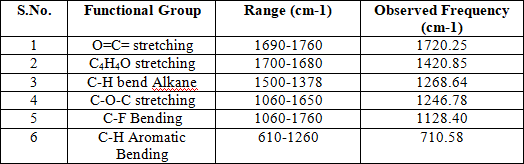 S.No. Functional Group Range (cm-1) Observed Frequency
(cm-1)
1 O=C= stretching 1690-1760 1720.25
2 C₄H₄O stretching 1700-1680 1420.85
3 C-H bend Alkane 1500-1378 1268.64
4 C-O-C stretching 1060-1650 1246.78
5 C-F Bending 1060-1760 1128.40
6 C-H Aromatic 610-1260 710.58
Bending